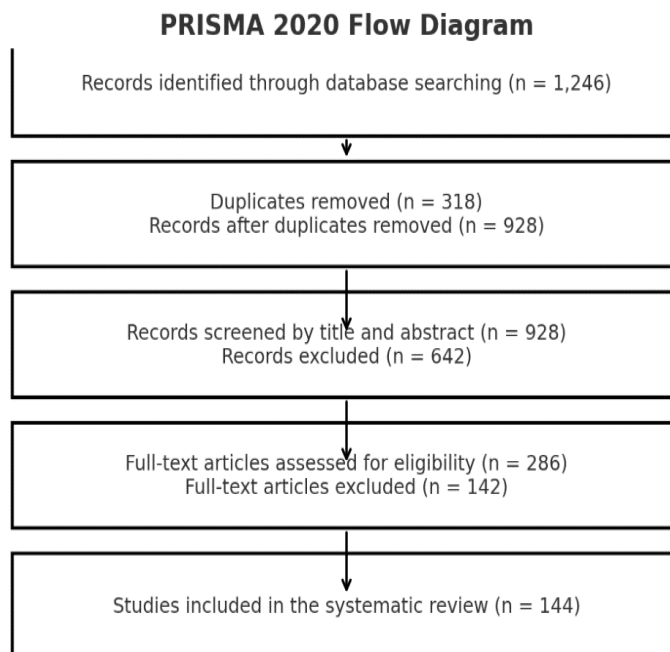 PRISMA 2020 Flow Diagram
Records identified through database searching (n = 1,246)
Duplicates removed (n = 318)
Records after duplicates removed (n = 928)
Records screened by title and abstract (n = 928)
Records excluded (n = 642)
Full-text articles assessed for eligibility (n = 286)
Full-text articles excluded (n = 142)
Studies included in the systematic review (n = 144)